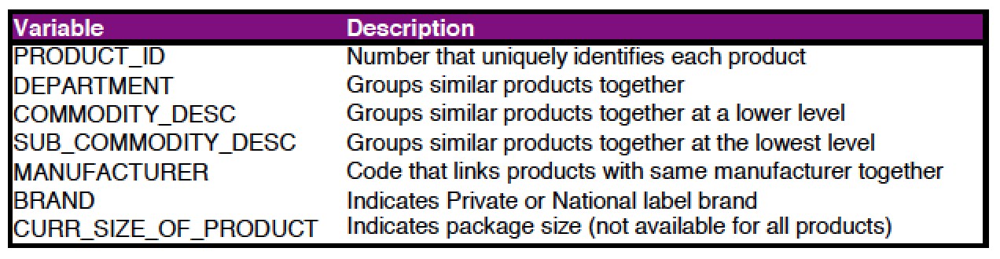 Variable Description
PRODUCT_ID Number that uniquely identifies each product
DEPARTMENT Groups similar products together
COMMODITY_DESC Groups similar products together at a lower level
SUB_COMMODITY_DESC Groups similar products together at the lowest level
MANUFACTURER Code that links products with same manufacturer together
BRAND Indicates Private or National label brand
CURR_SIZE_OF_PRODUCT Indicates package size (not available for all products)